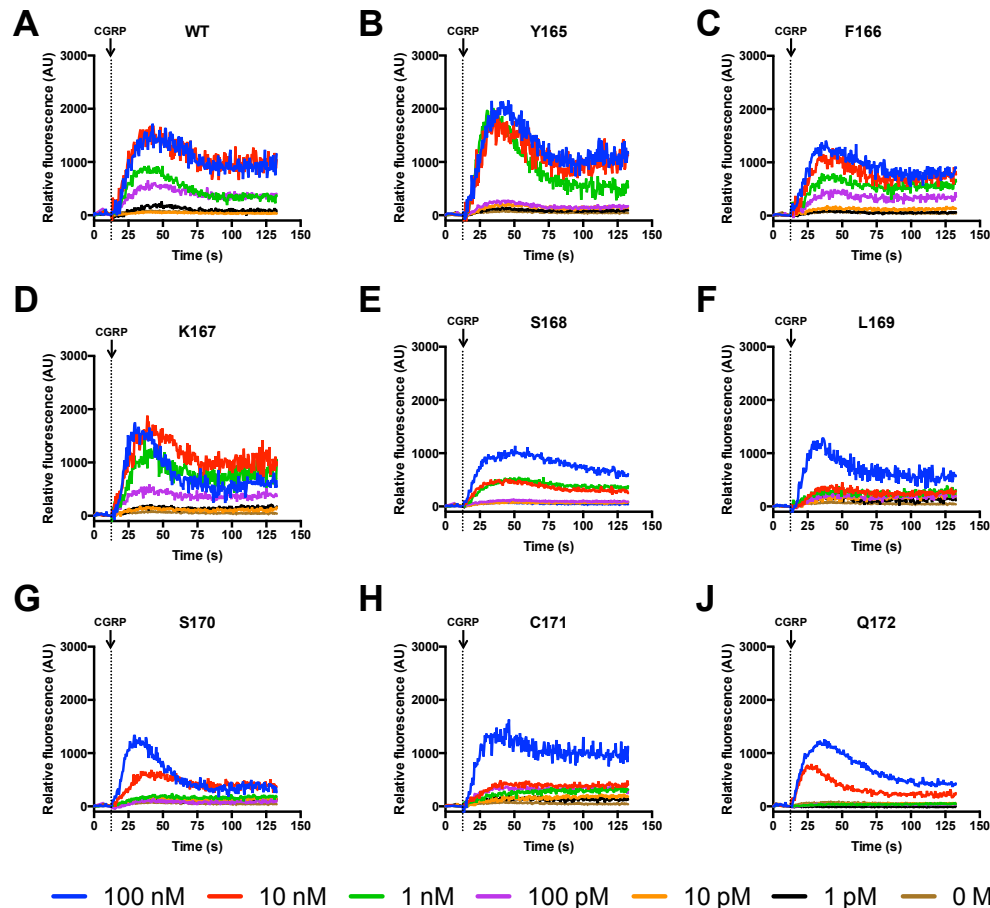 A
WT
CGRP
Relative fluorescence (AU)
3000
2000
1000
0
0 25 50 75 100 125 150
Time (s)
B
Y165
CGRP
Relative fluorescence (AU)
3000
2000
1000
0
0 25 50 75 100 125 150
Time (s)
C
F166
CGRP
Relative fluorescence (AU)
3000
2000
1000
0
0 25 50 75 100 125 150
Time (s)
D
K167
CGRP
Relative fluorescence (AU)
3000
2000
1000
0
0 25 50 75 100 125 150
Time (s)
E
S168
CGRP
Relative fluorescence (AU)
3000
2000
1000
0
0 25 50 75 100 125 150
Time (s)
F
L169
CGRP
Relative fluorescence (AU)
3000
2000
1000
0
0 25 50 75 100 125 150
Time (s)
G
S170
CGRP
Relative fluorescence (AU)
3000
2000
1000
0
0 25 50 75 100 125 150
Time (s)
H
C171
CGRP
Relative fluorescence (AU)
3000
2000
1000
0
0 25 50 75 100 125 150
Time (s)
J
Q172
CGRP
Relative fluorescence (AU)
3000
2000
1000
0
0 25 50 75 100 125 150
Time (s)
100 nM 10 nM 1 nM 100 pM 10 pM 1 pM 0 M